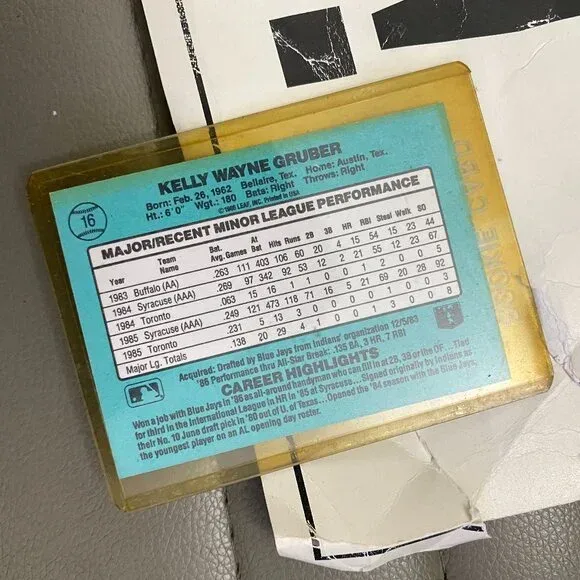 KELLY WAYNE GRUBER
Born: Feb. 26, 1962 Bellaire, Tex. Home: Austin, Tex.
Ht.: 6'0" Wgt.: 180 Bats: Right Throws: Right
©1986 LEAF, INC. Printed in USA
16
MAJOR/RECENT MINOR LEAGUE PERFORMANCE
Year Team Name Bat. Avg. Games At Bat Hits Runs 2B 3B HR RBI Steal Walk SO
1983 Buffalo (AA) .263 111 403 106 60 20 4 15 54 15 23 44
1984 Syracuse (AAA) .269 97 342 92 53 12 2 21 55 12 23 67
1984 Toronto .063 15 16 1 1 0 0 1 2 0 0 5
1985 Syracuse (AAA) .249 121 473 118 71 16 5 21 69 20 28 92
1985 Toronto .231 5 13 3 0 0 0 0 1 0 0 3
Major Lg. Totals .138 20 29 4 1 0 0 1 3 0 0 8
Acquired: Drafted by Blue Jays from Indians' organization 12/5/83
'86 Performance thru All-Star Break: .135 BA, 3 HR, 7 RBI
CAREER HIGHLIGHTS
Won a job with Blue Jays in '86 as all-around handyman who can fill in at 2B, 3B or the OF... Tied
for third in the International League in HR in '85 at Syracuse... Signed originally by Indians as
their No. 10 June draft pick in '80 out of U. of Texas... Opened the '84 season with the Blue Jays,
the youngest player on an AL opening day roster.
ROOKIE CARD